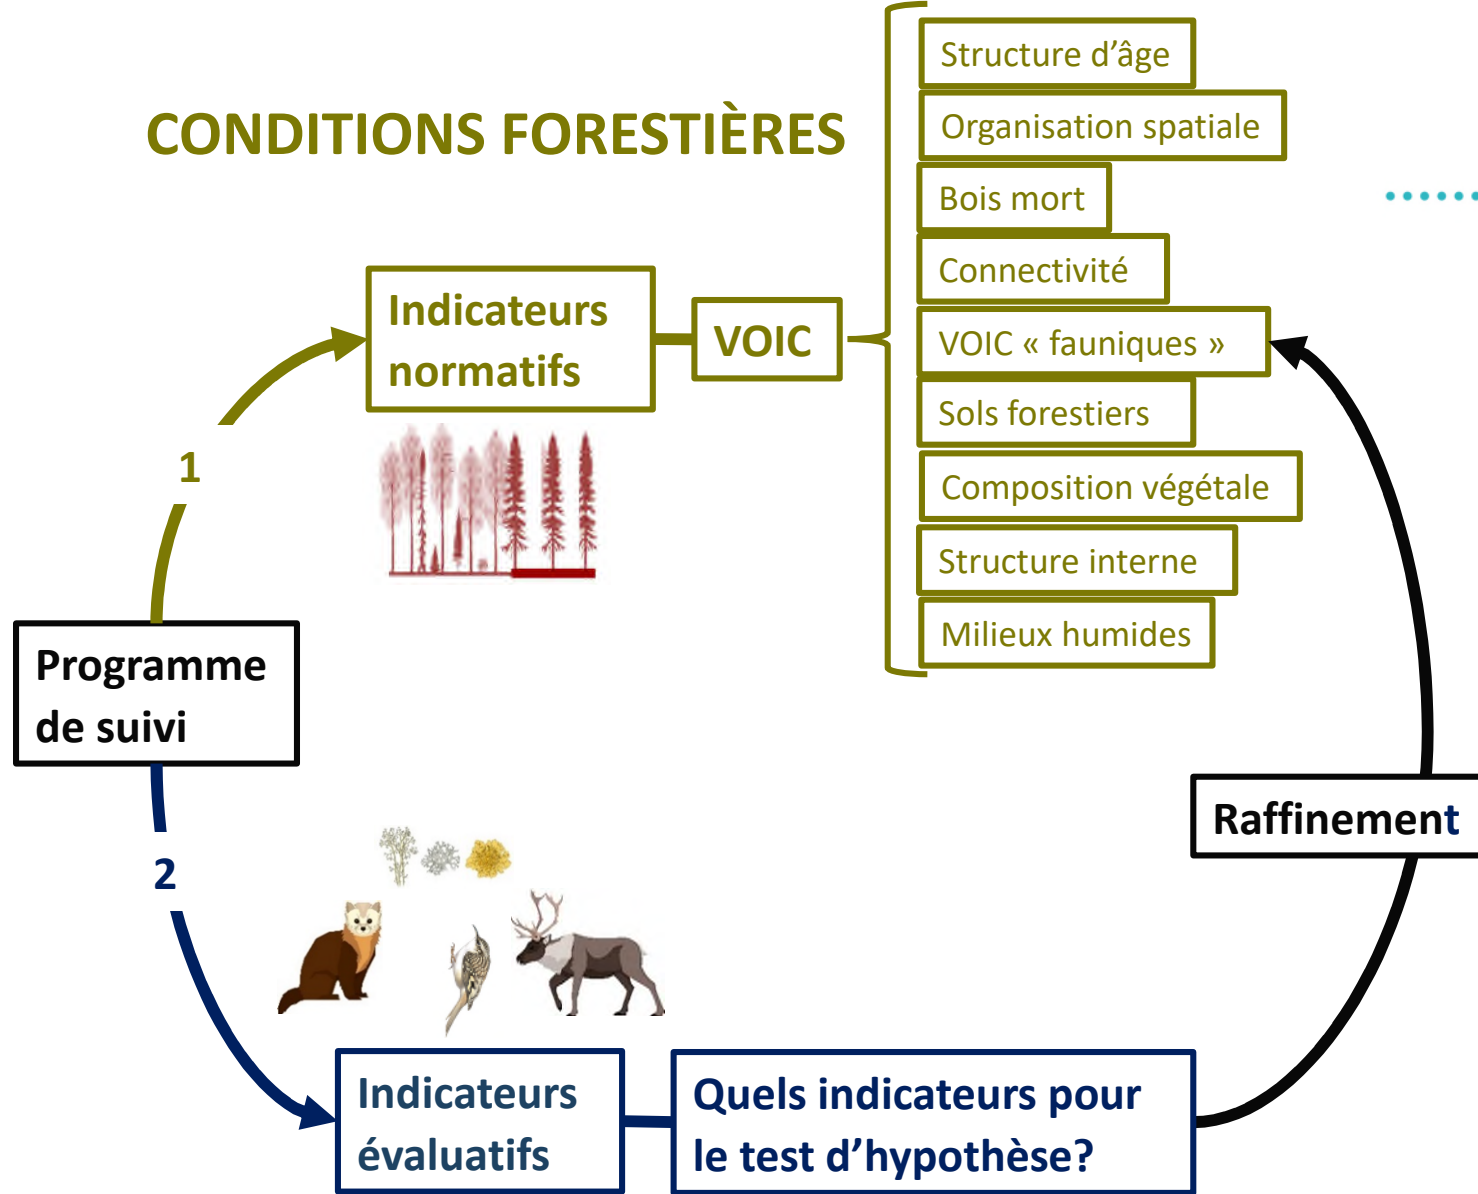 CONDITIONS FORESTIÈRES
Structure d’âge
Organisation spatiale
Bois mort
Connectivité
VOIC « fauniques »
Sols forestiers
Composition végétale
Structure interne
Milieux humides
Indicateurs
normatifs
VOIC
1
Programme
de suivi
2
Raffinement
Indicateurs
évaluatifs
Quels indicateurs pour
le test d’hypothèse?